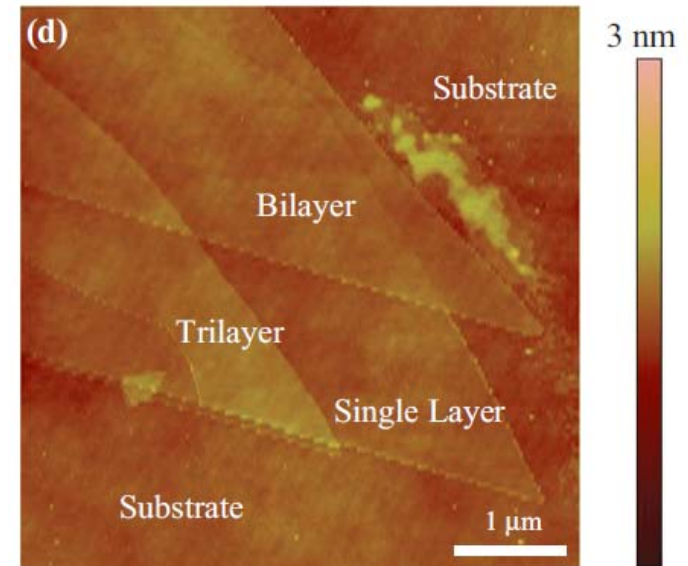 (d)
3 nm
Substrate
Bilayer
Trilayer
Single Layer
Substrate
1 µm